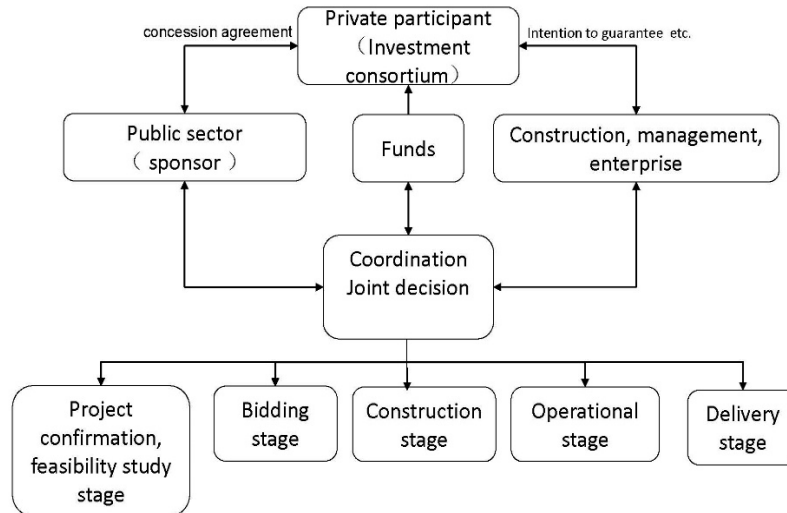 concession agreement
Private participant
（Investment
consortium）
Intention to guarantee etc.
Public sector
（ sponsor ）
Funds
Construction, management,
enterprise
Coordination
Joint decision
Project
confirmation,
feasibility study
stage
Bidding
stage
Construction
stage
Operational
stage
Delivery
stage